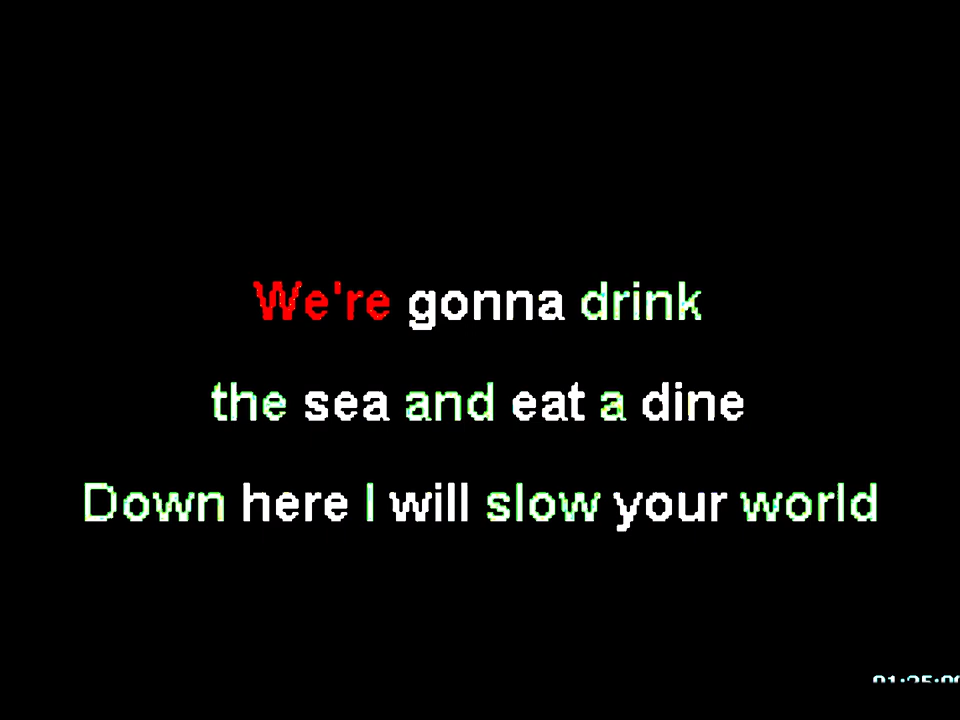 We're gonna drink
the sea and eat a dine
Down here I will slow your world